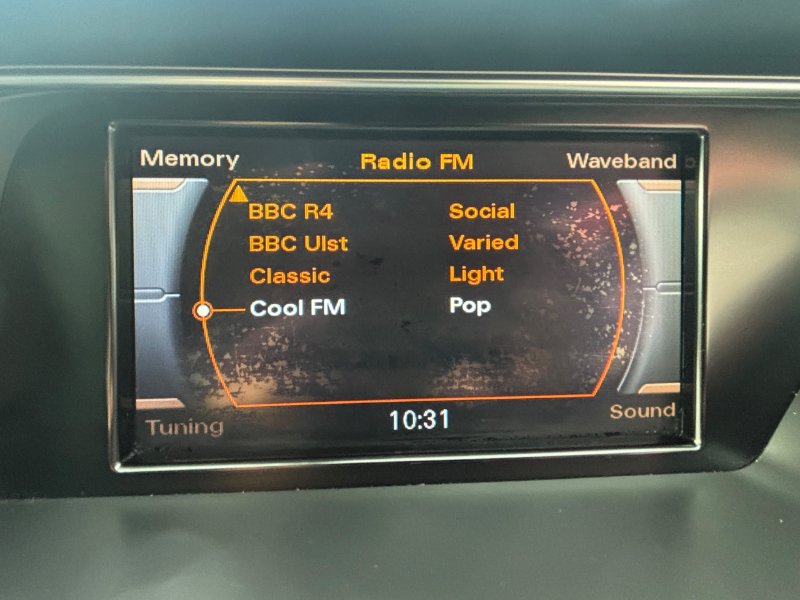 Memory Radio FM Waveband
BBC R4 Social
BBC Ulst Varied
Classic Light
Cool FM Pop
Tuning 10:31 Sound